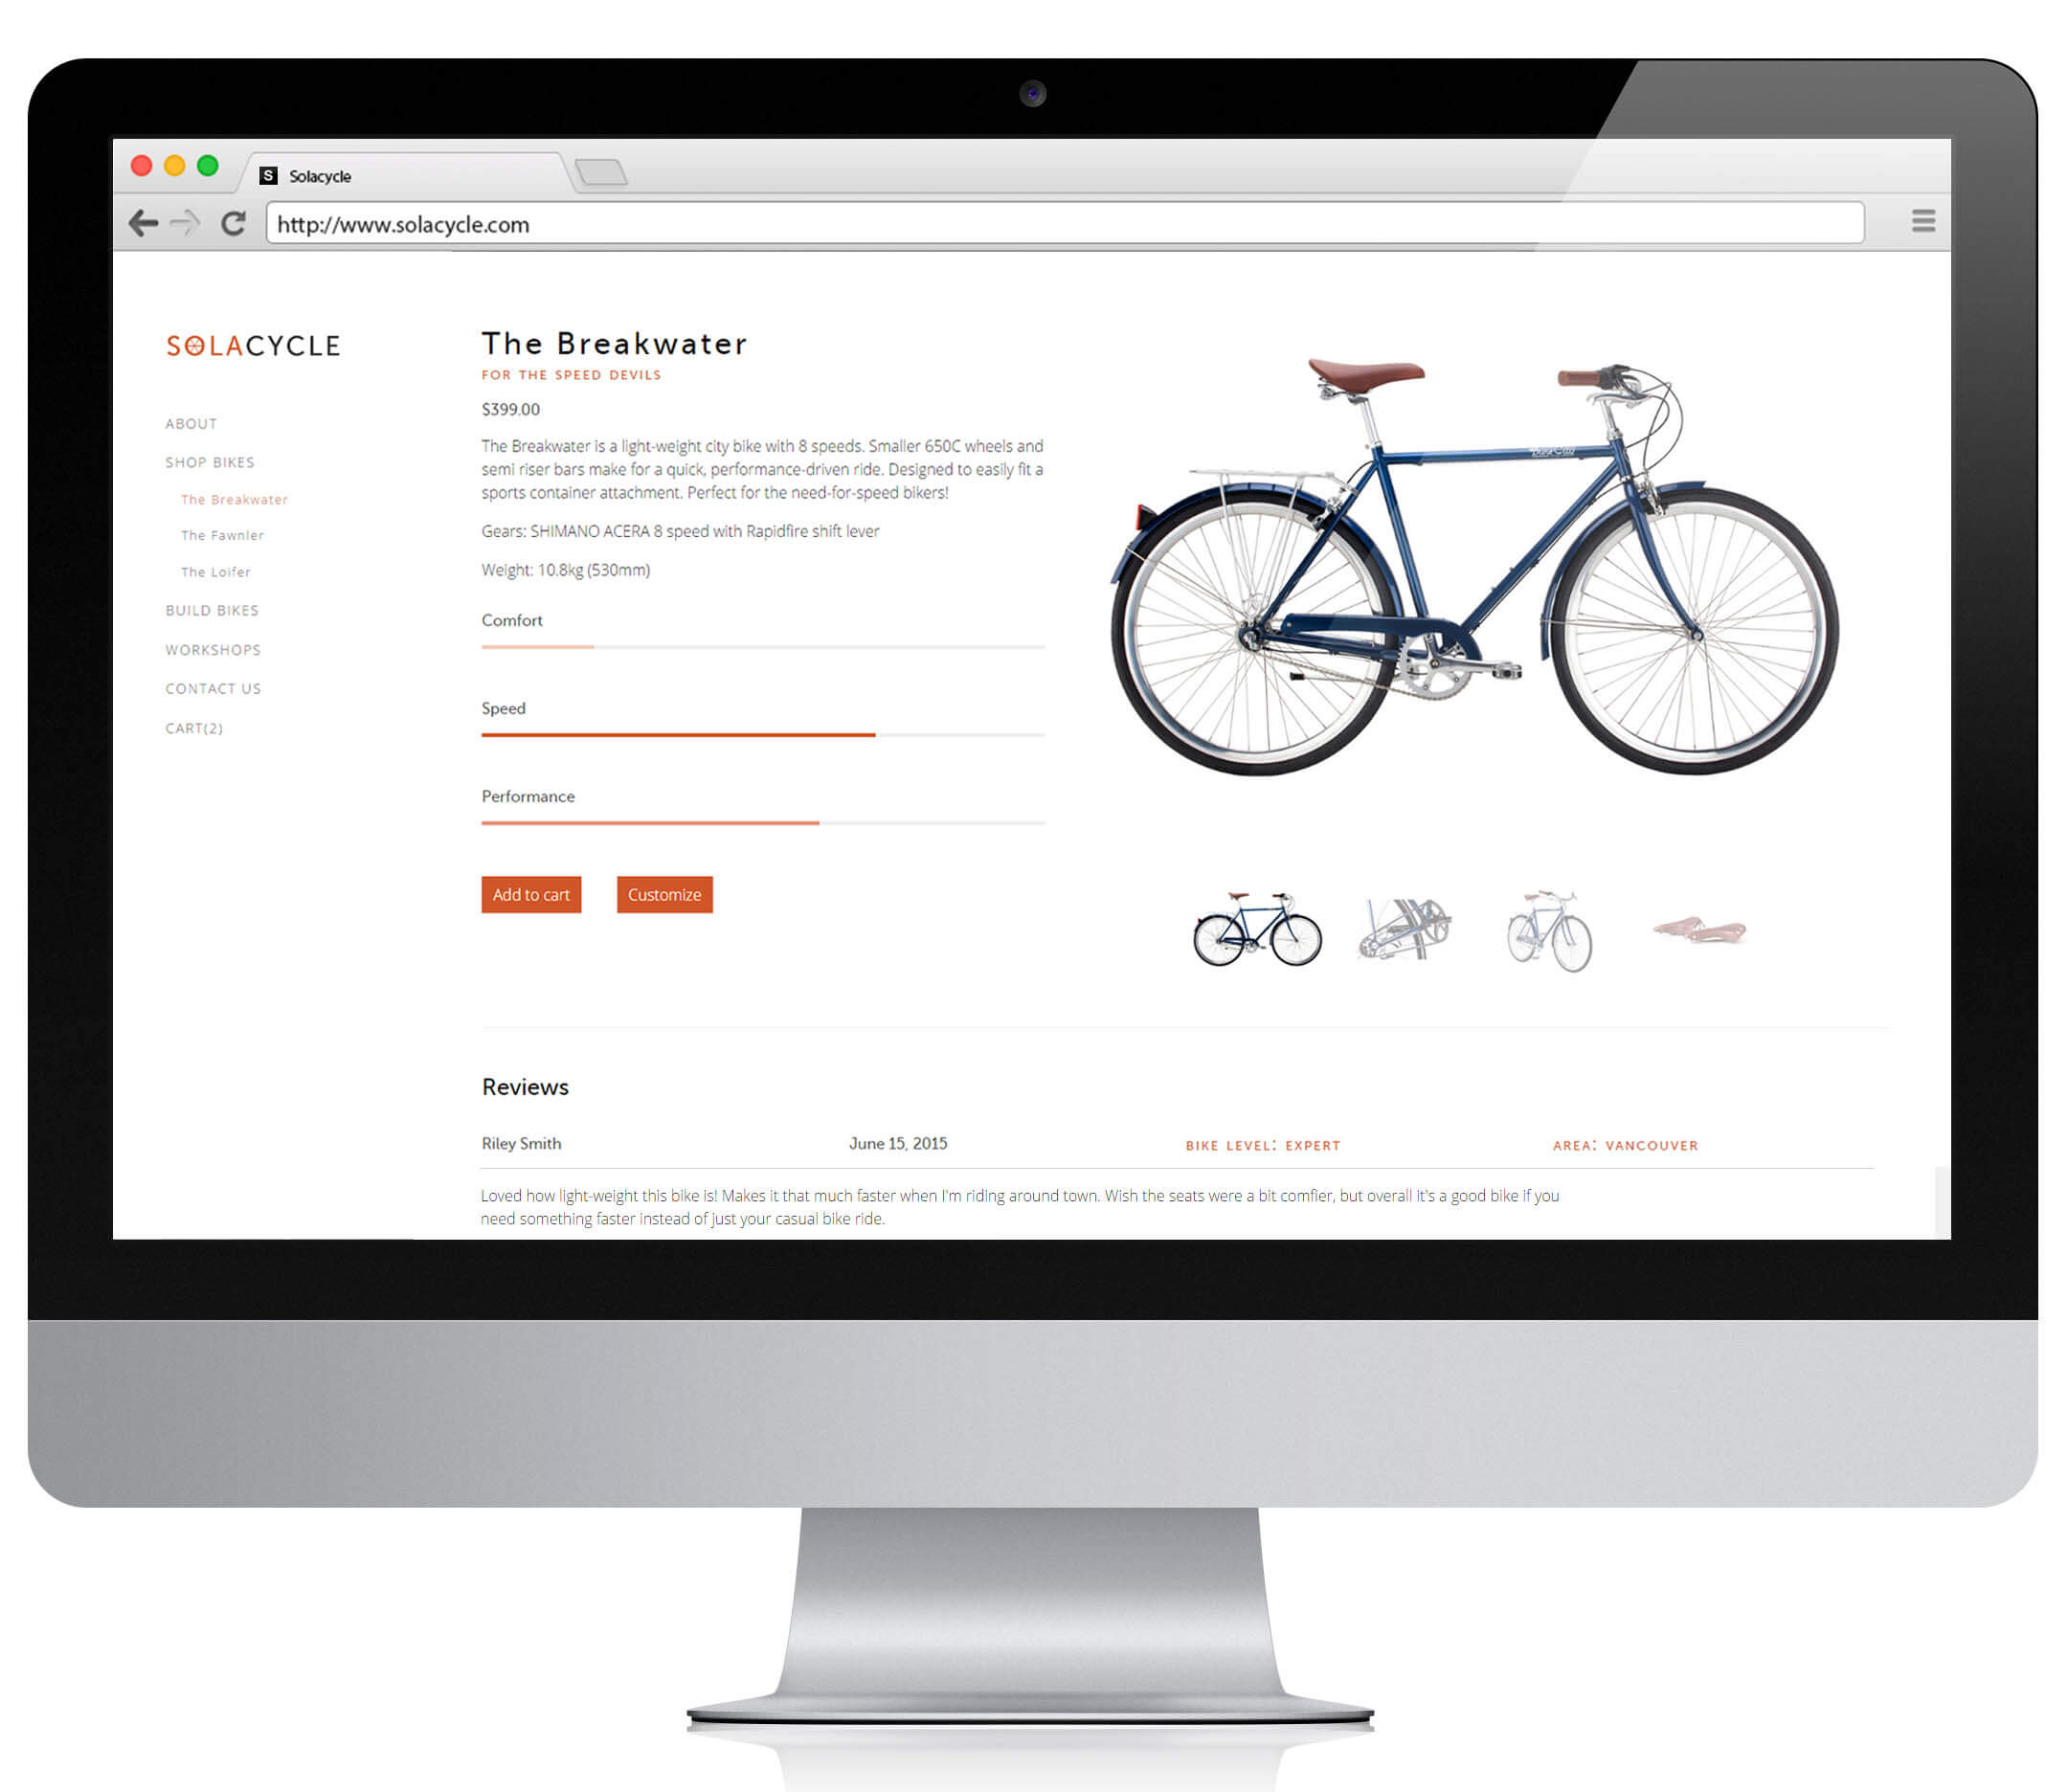 S Solacycle
http://www.solacycle.com
SOLACYCLE
ABOUT
SHOP BIKES
The Breakwater
The Fawnler
The Loifer
BUILD BIKES
WORKSHOPS
CONTACT US
CART(2)
The Breakwater
FOR THE SPEED DEVILS
$399.00
The Breakwater is a light-weight city bike with 8 speeds. Smaller 650C wheels and
semi riser bars make for a quick, performance-driven ride. Designed to easily fit a
sports container attachment. Perfect for the need-for-speed bikers!
Gears: SHIMANO ACERA 8 speed with Rapidfire shift lever
Weight: 10.8kg (530mm)
Comfort
Speed
Performance
Add to cart Customize
Reviews
Riley Smith June 15, 2015 BIKE LEVEL: EXPERT AREA: VANCOUVER
Loved how light-weight this bike is! Makes it that much faster when I'm riding around town. Wish the seats were a bit comfier, but overall it's a good bike if you
need something faster instead of just your casual bike ride.